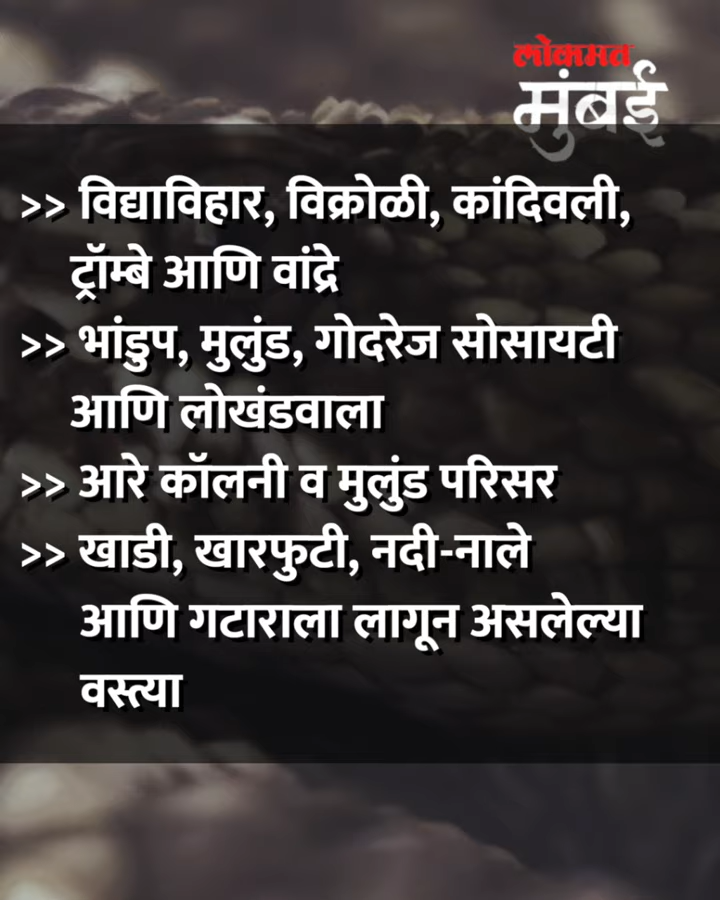 लोकमत
मुंबई
>> विद्याविहार, विक्रोळी, कांदिवली,
ट्रॉम्बे आणि वांद्रे
>> भांडुप, मुलुंड, गोदरेज सोसायटी
आणि लोखंडवाला
>> आरे कॉलनी व मुलुंड परिसर
>> खाडी, खारफुटी, नदी-नाले
आणि गटाराला लागून असलेल्या
वस्त्या